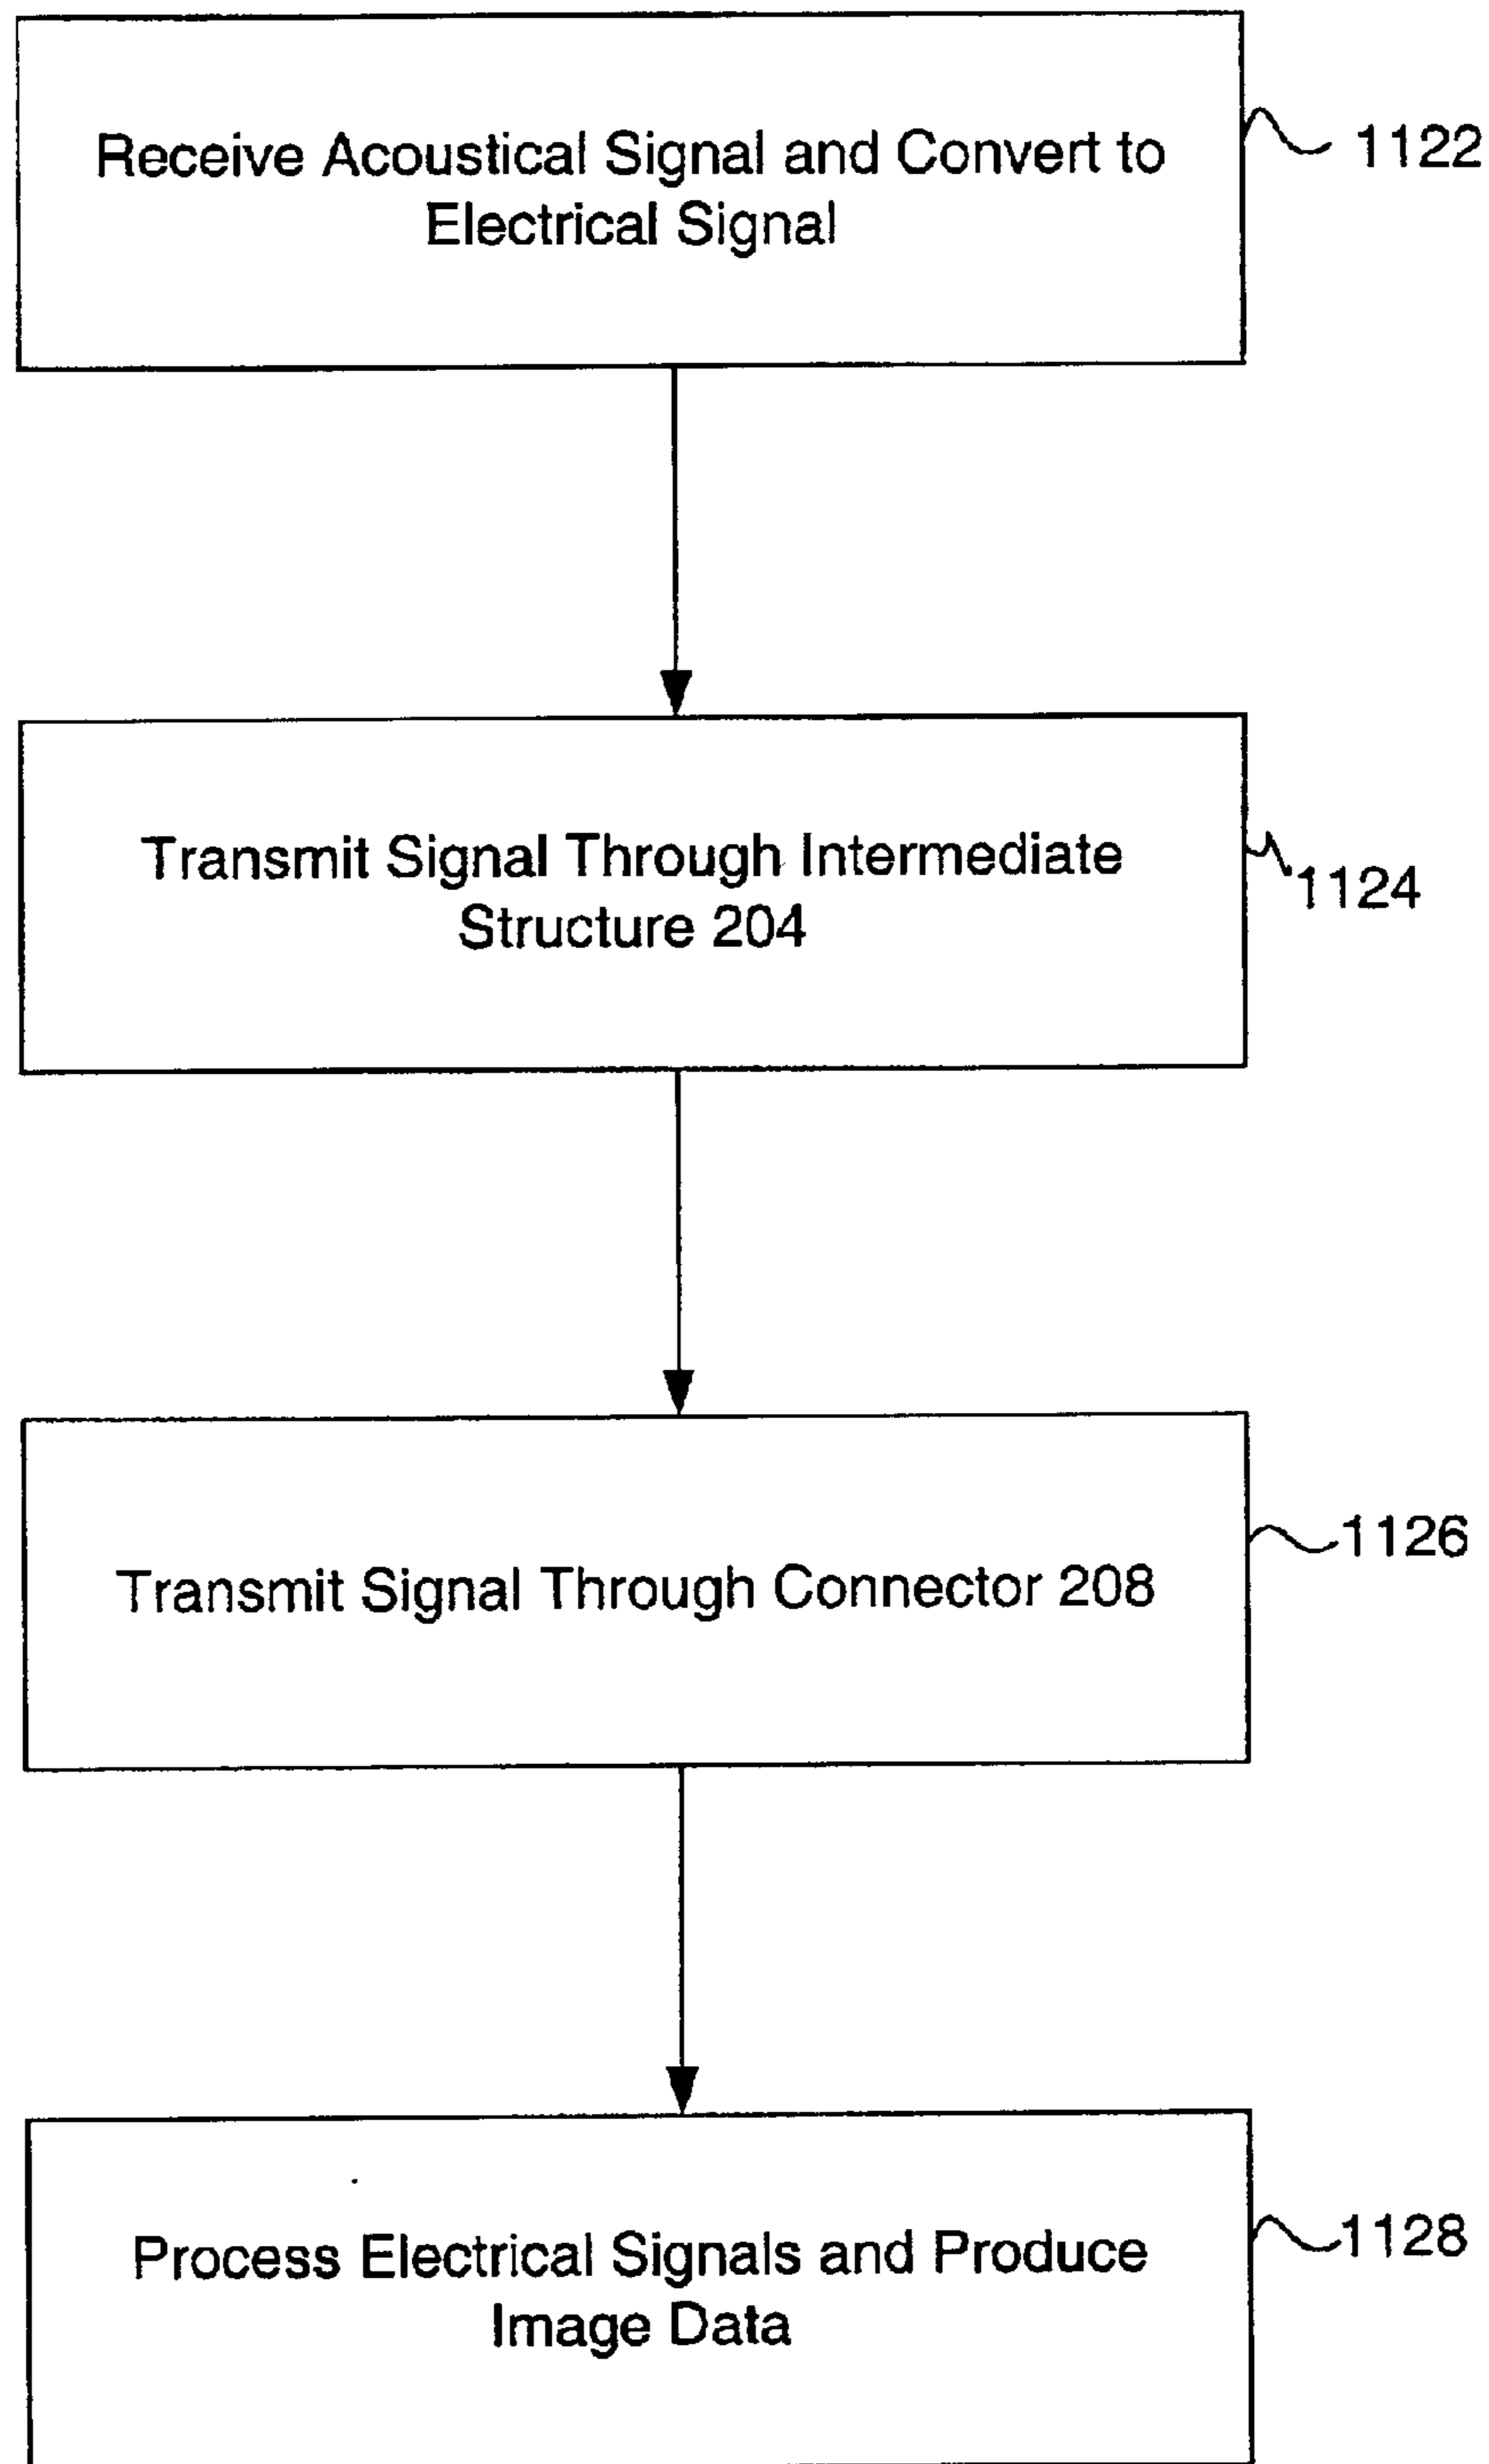 Receive Acoustical Signal and Convert to
Electrical Signal
1122
Transmit Signal Through Intermediate
Structure 204
1124
Transmit Signal Through Connector 208
1126
Process Electrical Signals and Produce
Image Data
1128